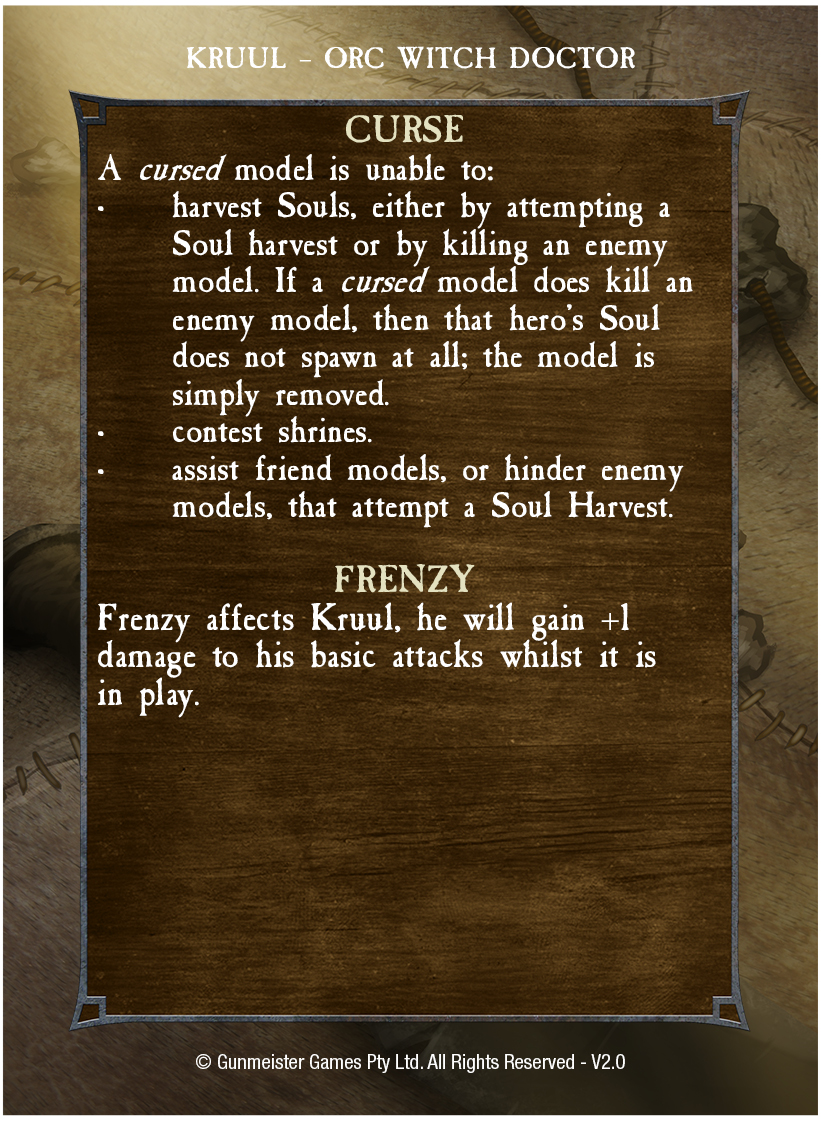 KRUUL – ORC WITCH DOCTOR
CURSE
A cursed model is unable to:
· harvest Souls, either by attempting a
Soul harvest or by killing an enemy
model. If a cursed model does kill an
enemy model, then that hero's Soul
does not spawn at all; the model is
simply removed.
· contest shrines.
· assist friend models, or hinder enemy
models, that attempt a Soul Harvest.
FRENZY
Frenzy affects Kruul, he will gain +1
damage to his basic attacks whilst it is
in play.
© Gunmeister Games Pty Ltd. All Rights Reserved - V2.0